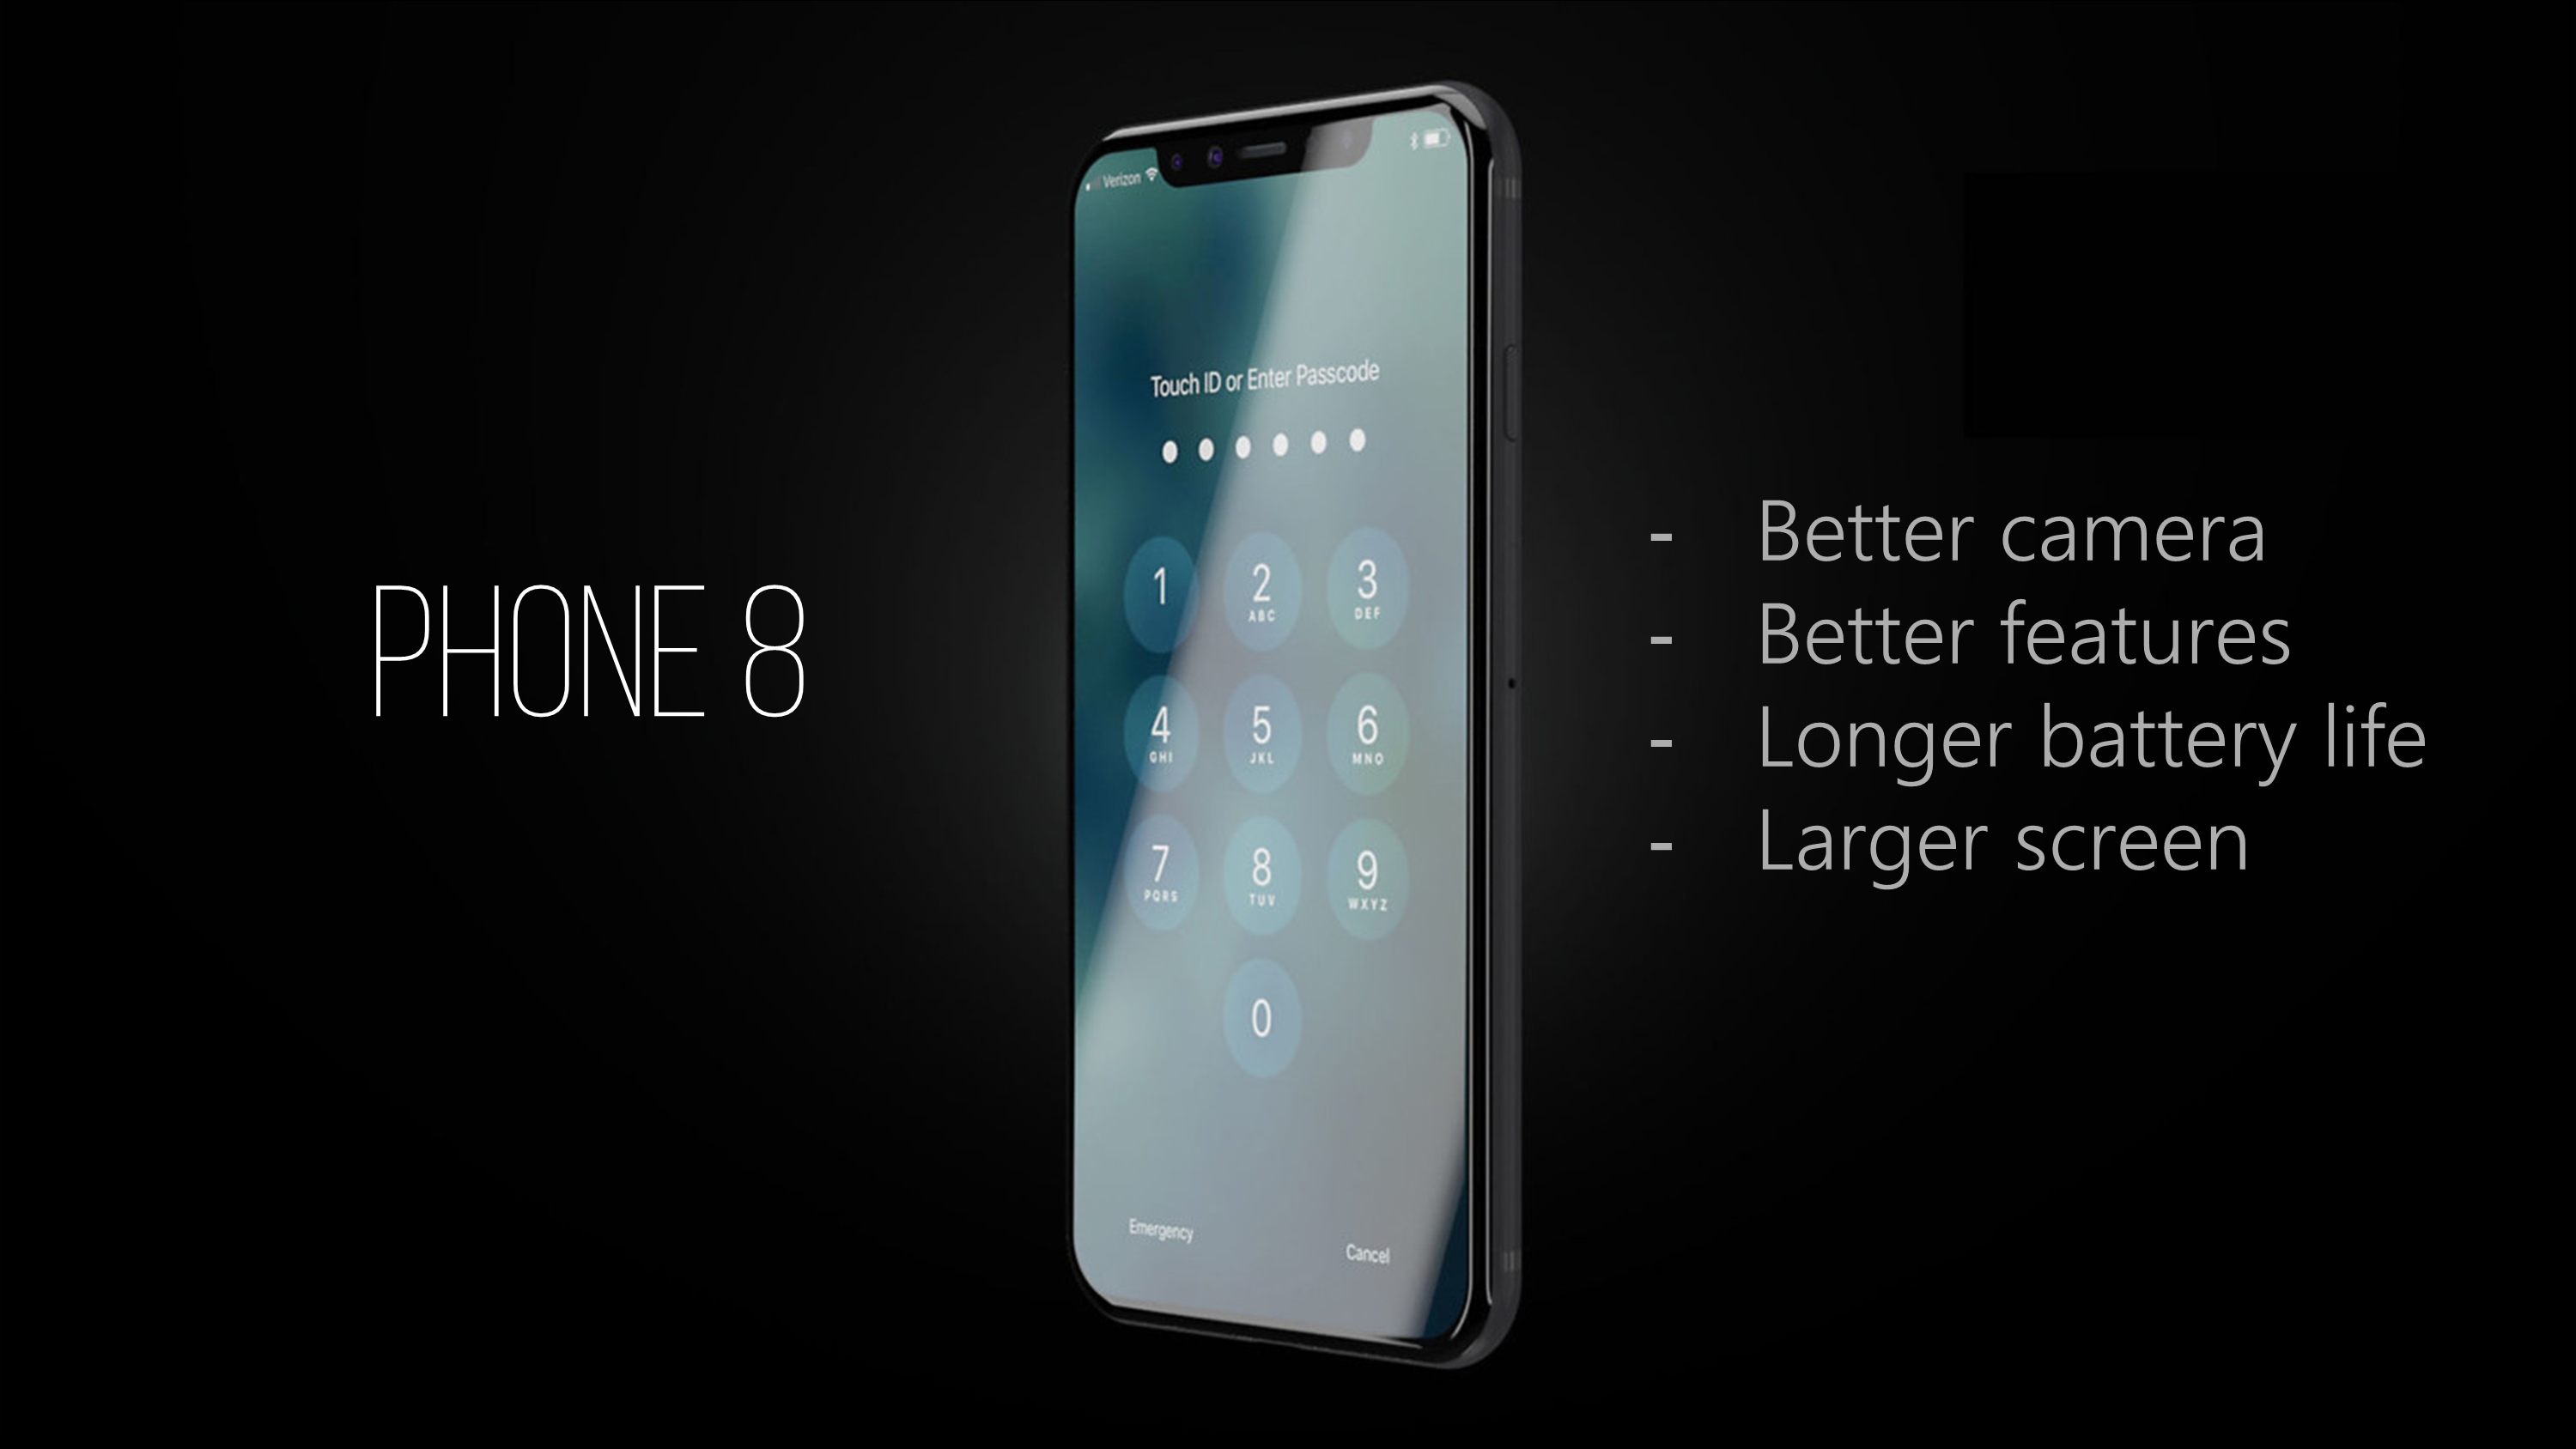 Verizon
Touch ID or Enter Passcode
PHONE 8
1
2
3
ABC
DEF
4
5
6
GHI
JKL
MNO
7
8
9
PQRS
TUV
WXYZ
0
Emergency
Cancel
- Better camera
- Better features
- Longer battery life
- Larger screen